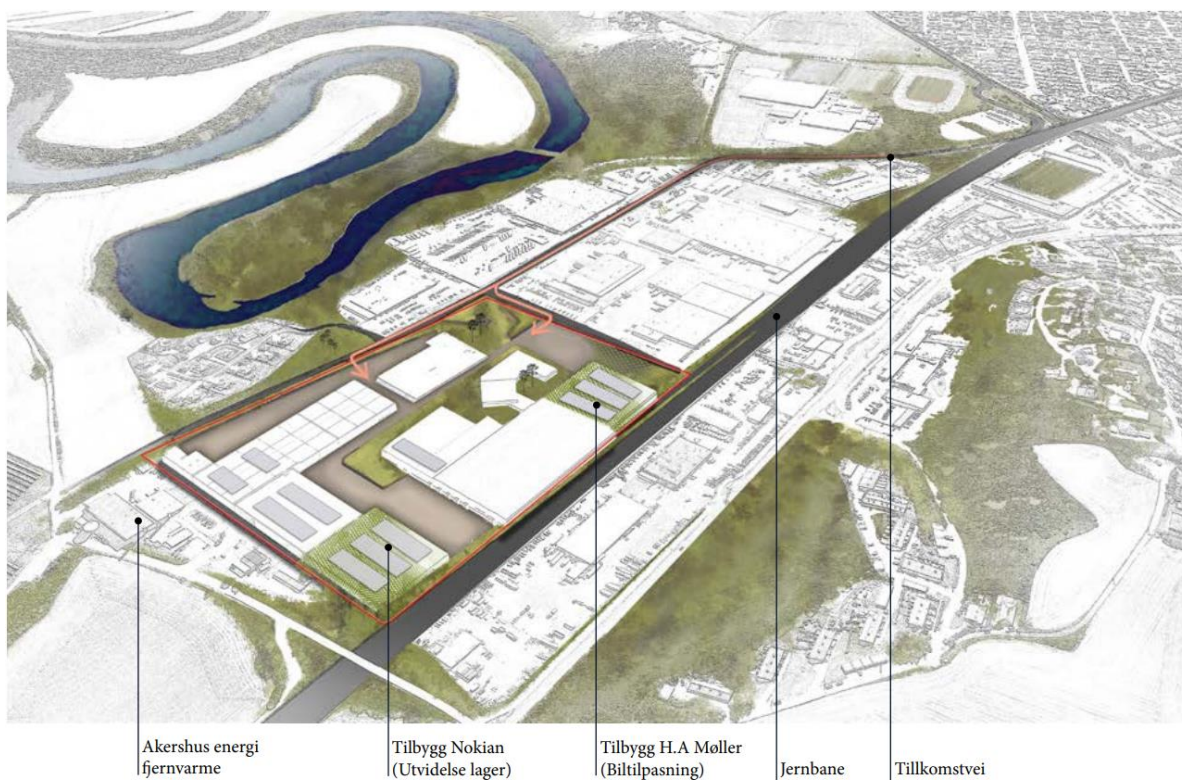 Akershus energi
fjernvarme
Tilbygg Nokian
(Utvidelse lager)
Tilbygg H.A Møller
(Biltilpasning)
Jernbane
Tillkomstvei